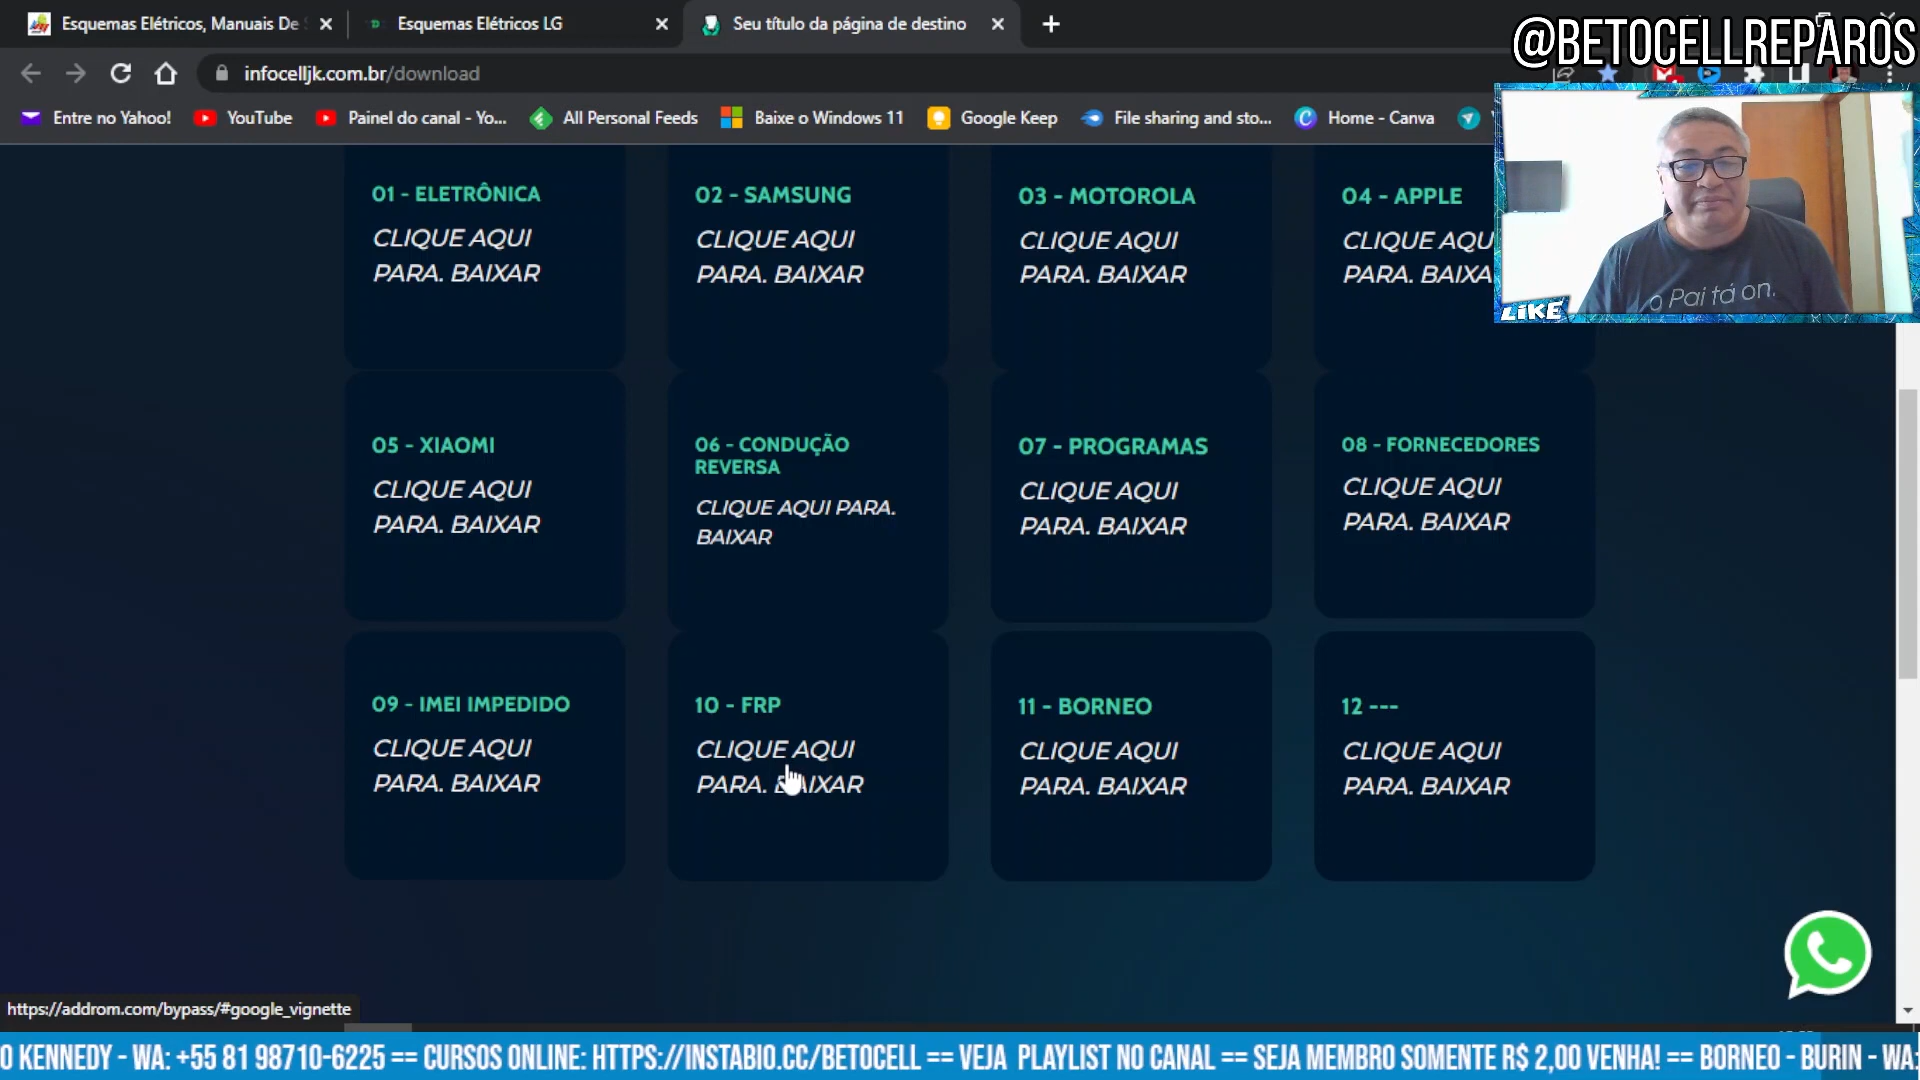 Esquemas Elétricos, Manuais De S
Esquemas Elétricos LG
Seu título da página de destino
@BETOCELLREPAROS
infocelljk.com.br/download
Entre no Yahoo!
YouTube
Painel do canal - Yo...
All Personal Feeds
Baixe o Windows 11
Google Keep
File sharing and sto...
Home - Canva
01 - ELETRÔNICA
CLIQUE AQUI
PARA. BAIXAR
02 - SAMSUNG
CLIQUE AQUI
PARA. BAIXAR
03 - MOTOROLA
CLIQUE AQUI
PARA. BAIXAR
04 - APPLE
CLIQUE AQU
PARA. BAIXA
o Pai tá on.
LIKE
05 - XIAOMI
CLIQUE AQUI
PARA. BAIXAR
06 - CONDUÇÃO
REVERSA
CLIQUE AQUI PARA.
BAIXAR
07 - PROGRAMAS
CLIQUE AQUI
PARA. BAIXAR
08 - FORNECEDORES
CLIQUE AQUI
PARA. BAIXAR
09 - IMEI IMPEDIDO
CLIQUE AQUI
PARA. BAIXAR
10 - FRP
CLIQUE AQUI
PARA. BAIXAR
11 - BORNEO
CLIQUE AQUI
PARA. BAIXAR
12 ---
CLIQUE AQUI
PARA. BAIXAR
https://addrom.com/bypass/#google_vignette
O KENNEDY - WA: +55 81 98710-6225 == CURSOS ONLINE: HTTPS://INSTABIO.CC/BETOCELL == VEJA PLAYLIST NO CANAL == SEJA MEMBRO SOMENTE R$ 2,00 VENHA! == BORNEO - BURIN - WA: